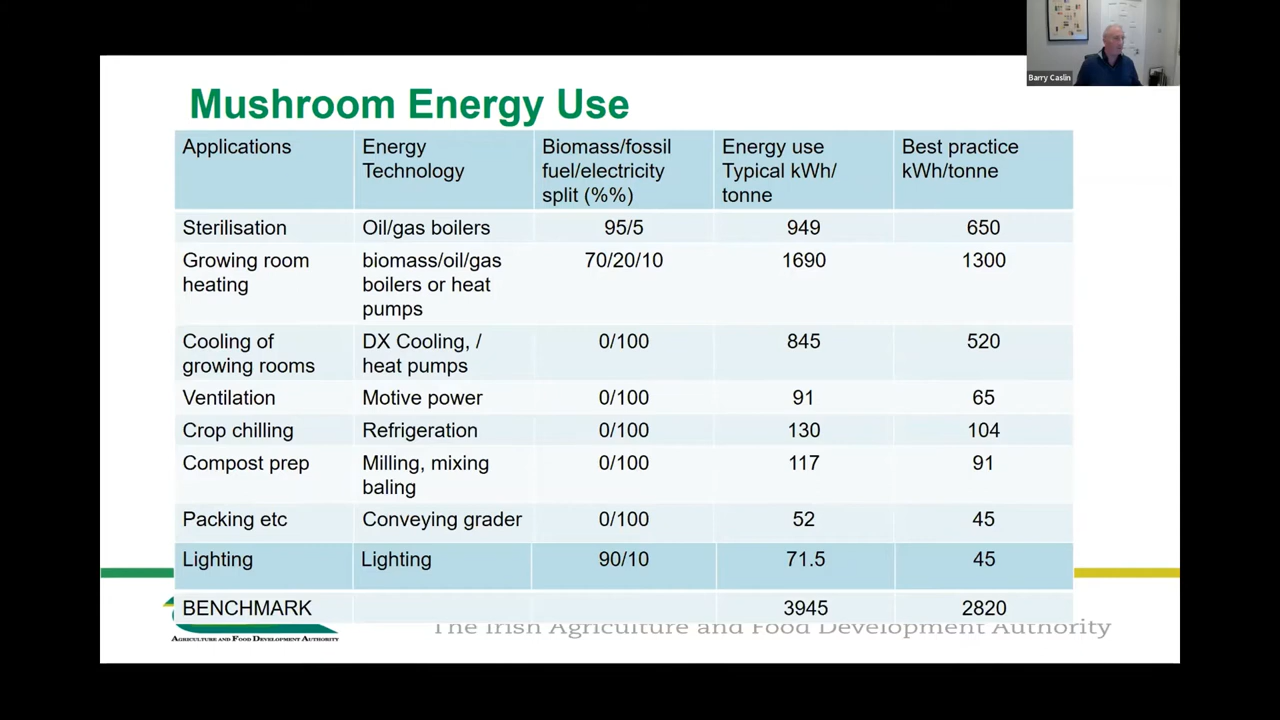 Barry Caslin
Mushroom Energy Use
Applications
Energy
Technology
Biomass/fossil
fuel/electricity
split (%%)
Energy use
Typical kWh/
tonne
Best practice
kWh/tonne
Sterilisation
Oil/gas boilers
95/5
949
650
Growing room
heating
biomass/oil/gas
boilers or heat
pumps
70/20/10
1690
1300
Cooling of
growing rooms
DX Cooling, /
heat pumps
0/100
845
520
Ventilation
Motive power
0/100
91
65
Crop chilling
Refrigeration
0/100
130
104
Compost prep
Milling, mixing
baling
0/100
117
91
Packing etc
Conveying grader
0/100
52
45
Lighting
Lighting
90/10
71.5
45
BENCHMARK
3945
2820
AGRICULTURE AND FOOD DEVELOPMENT AUTHORITY
The Irish Agriculture and Food Development Authority